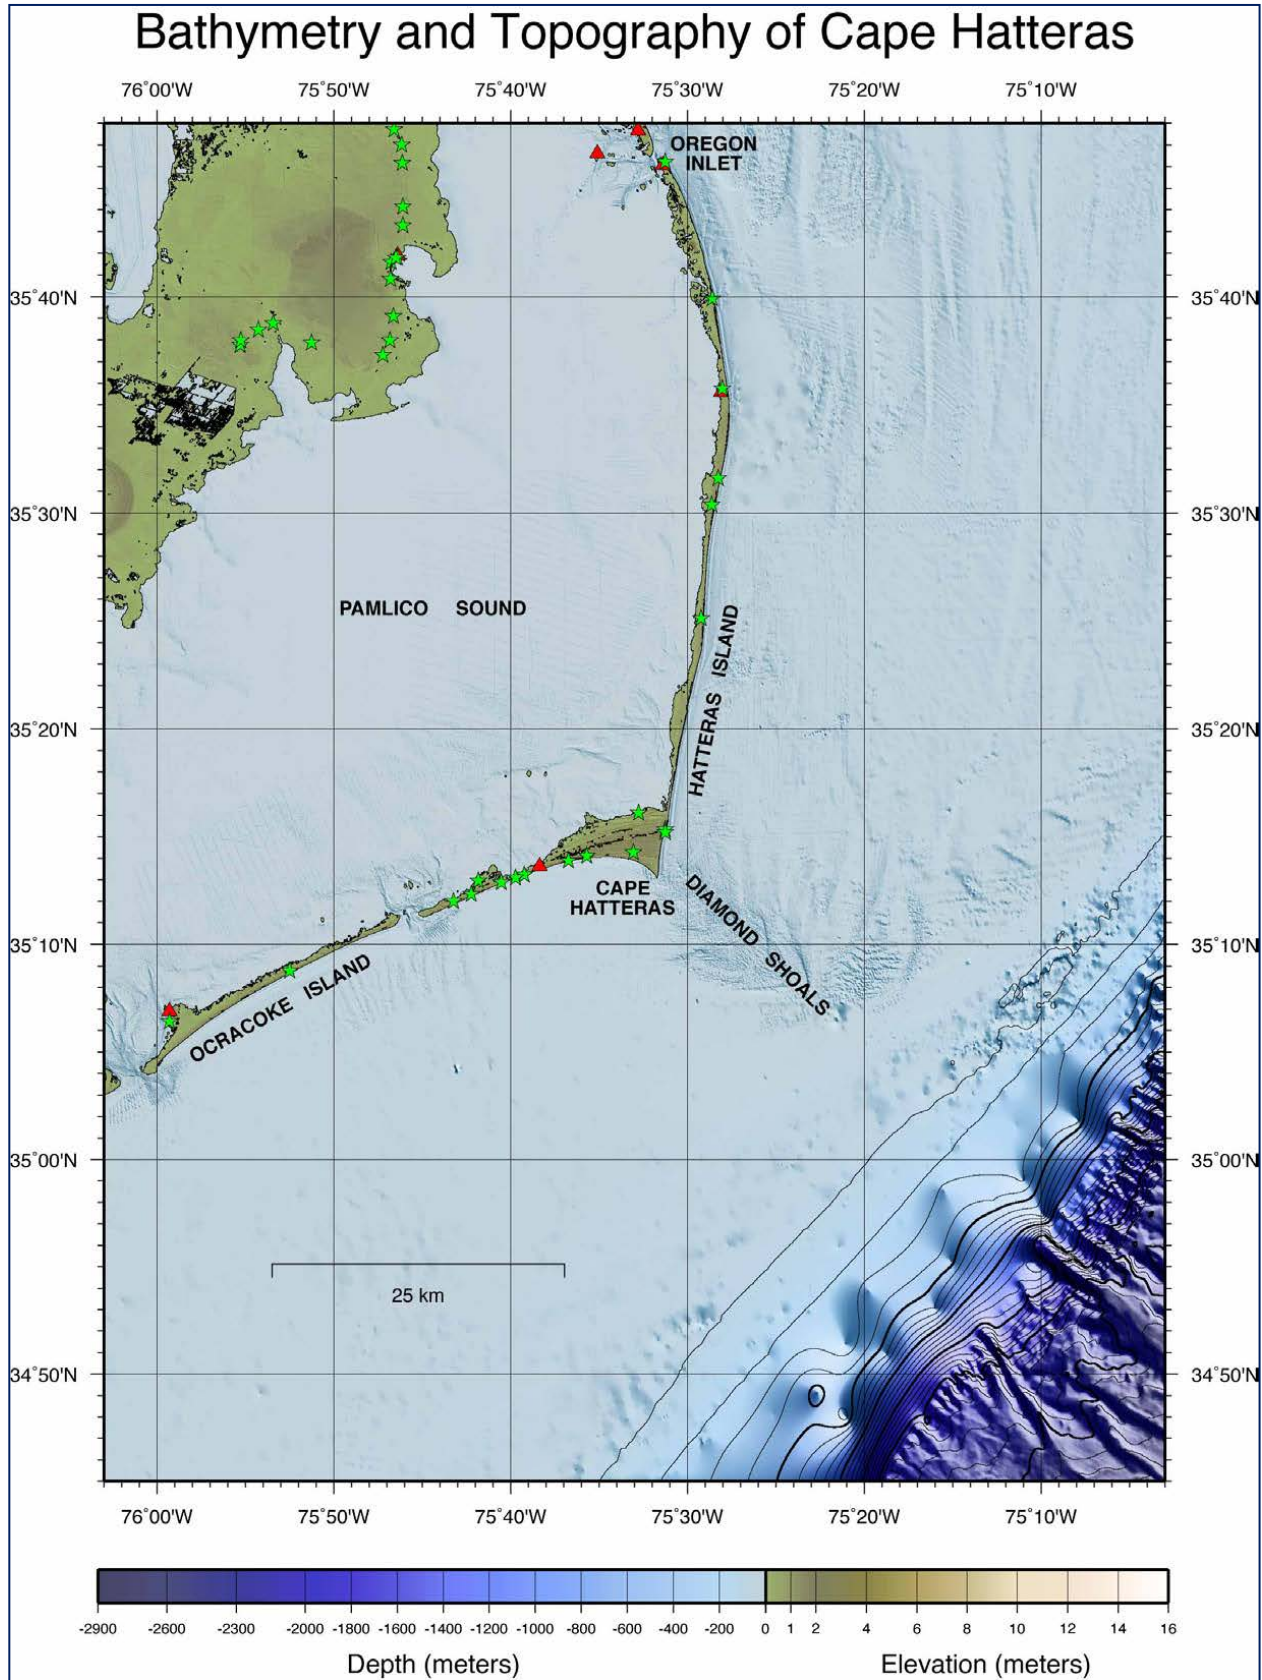 Bathymetry and Topography of Cape Hatteras
76°00'W 75°50'W 75°40'W 75°30'W 75°20'W 75°10'W
OREGON
INLET
35°40'N 35°40'N
35°30'N 35°30'N
PAMLICO SOUND
HATTERAS ISLAND
35°20'N 35°20'N
CAPE
HATTERAS
DIAMOND SHOALS
35°10'N 35°10'N
OCRACOKE ISLAND
35°00'N 35°00'N
25 km
34°50'N 34°50'N
76°00'W 75°50'W 75°40'W 75°30'W 75°20'W 75°10'W
-2900 -2600 -2300 -2000 -1800 -1600 -1400 -1200 -1000 -800 -600 -400 -200 0 1 2 4 6 8 10 12 14 16
Depth (meters) Elevation (meters)